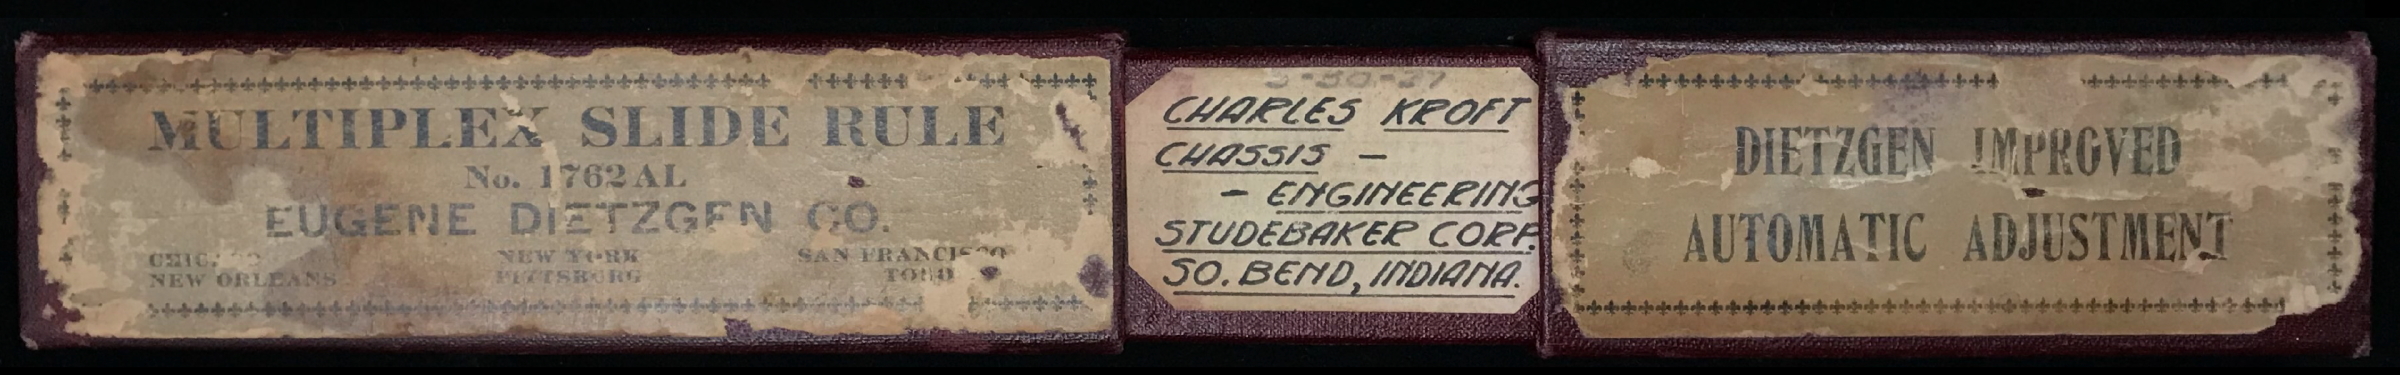 MULTIPLEX SLIDE RULE
No. 1762AL
EUGENE DIETZGEN CO.
NEW YORK SAN FRANCISCO
NEW ORLEANS PITTSBURG
CHARLES KROFT
CHASSIS –
– ENGINEERING
STUDEBAKER CORP.
SO. BEND, INDIANA.
DIETZGEN IMPROVED
AUTOMATIC ADJUSTMENT